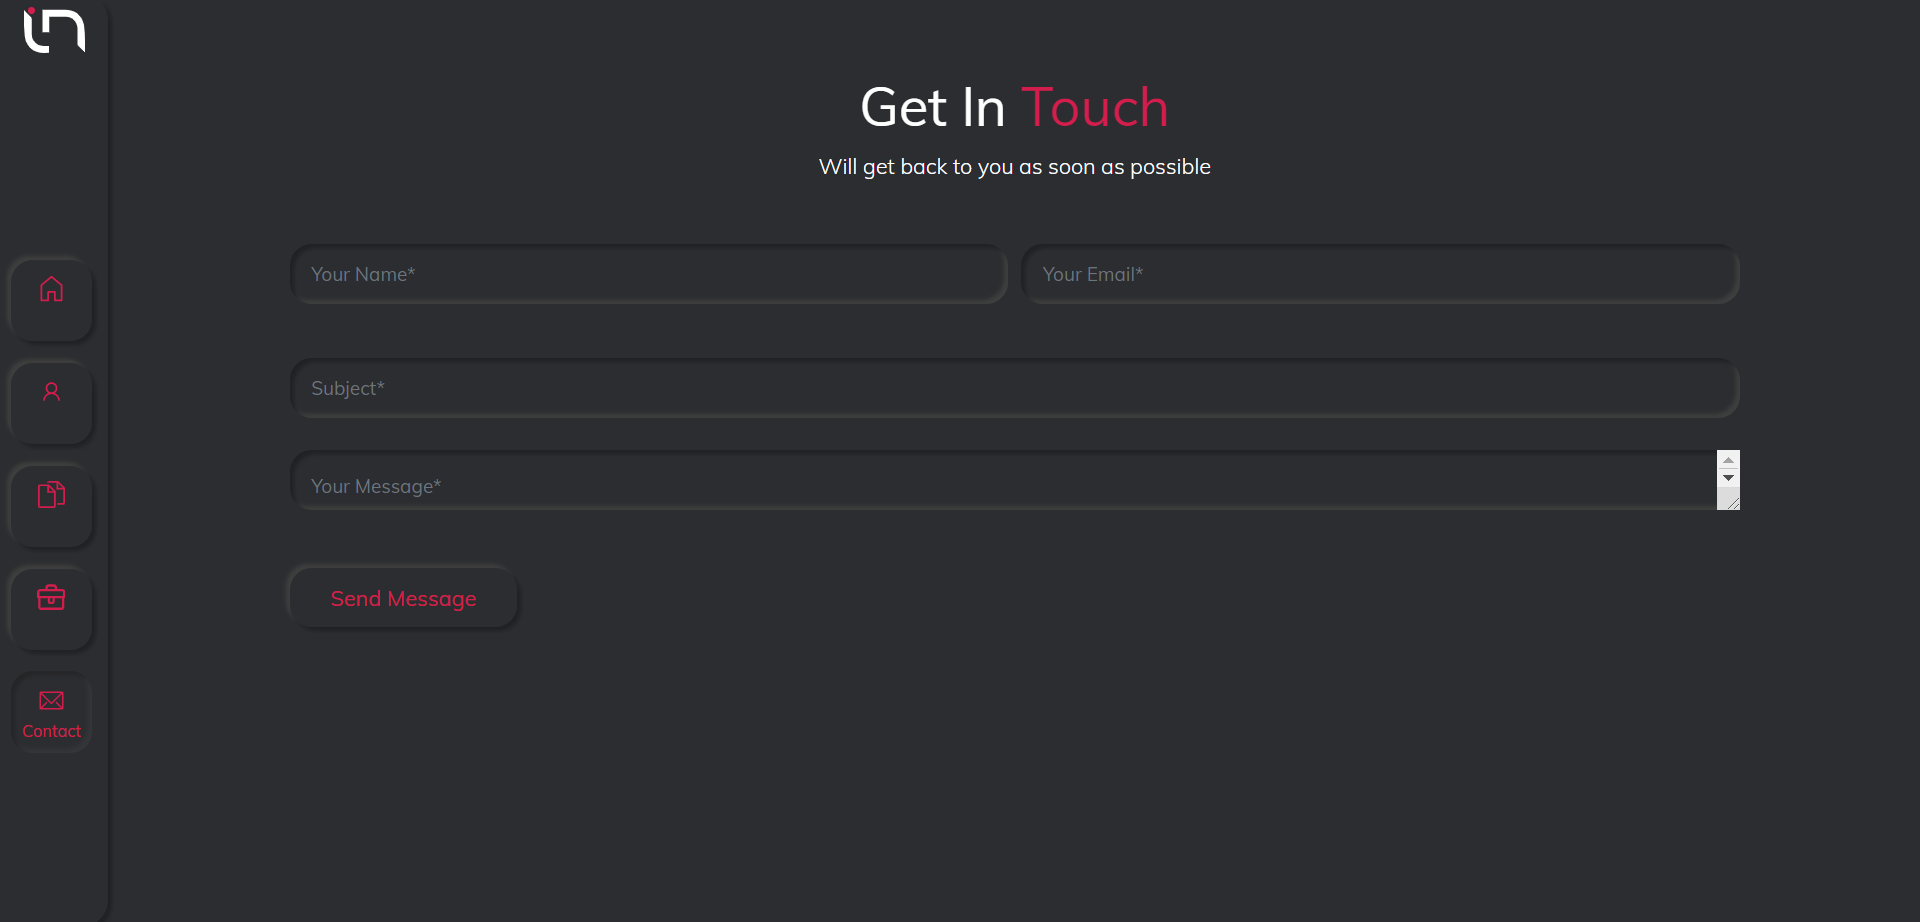 in
Get In Touch
Will get back to you as soon as possible
Your Name*
Your Email*
Subject*
Your Message*
Send Message
Contact